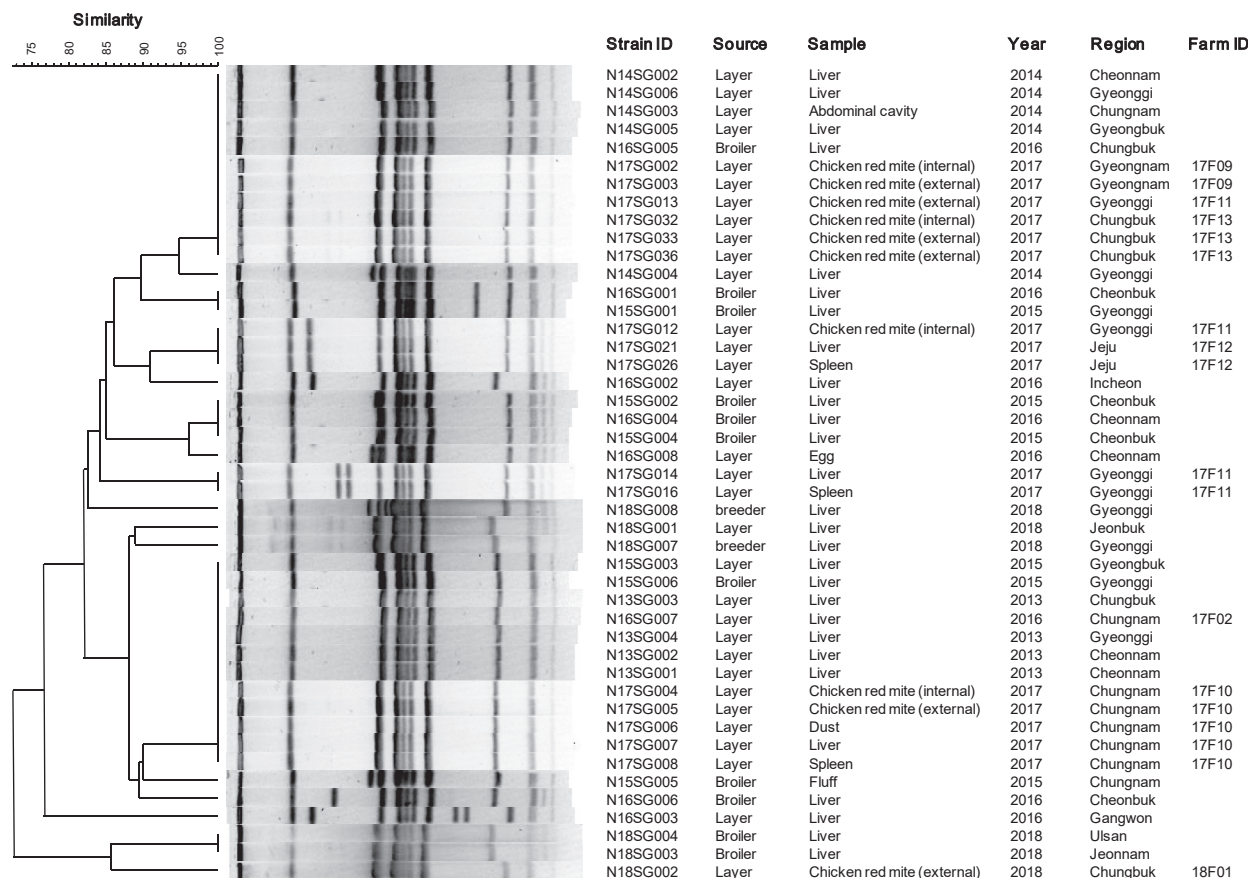 Similarity
75 80 85 90 95 100
Strain ID Source Sample Year Region Farm ID
N14SG002 Layer Liver 2014 Cheonnam
N14SG006 Layer Liver 2014 Gyeonggi
N14SG003 Layer Abdominal cavity 2014 Chungnam
N14SG005 Layer Liver 2014 Gyeongbuk
N16SG005 Broiler Liver 2016 Chungbuk
N17SG002 Layer Chicken red mite (internal) 2017 Gyeongnam 17F09
N17SG003 Layer Chicken red mite (external) 2017 Gyeongnam 17F09
N17SG013 Layer Chicken red mite (external) 2017 Gyeonggi 17F11
N17SG032 Layer Chicken red mite (internal) 2017 Chungbuk 17F13
N17SG033 Layer Chicken red mite (external) 2017 Chungbuk 17F13
N17SG036 Layer Chicken red mite (external) 2017 Chungbuk 17F13
N14SG004 Layer Liver 2014 Gyeonggi
N16SG001 Broiler Liver 2016 Cheonbuk
N15SG001 Broiler Liver 2015 Gyeonggi
N17SG012 Layer Chicken red mite (internal) 2017 Gyeonggi 17F11
N17SG021 Layer Liver 2017 Jeju 17F12
N17SG026 Layer Spleen 2017 Jeju 17F12
N16SG002 Layer Liver 2016 Incheon
N15SG002 Broiler Liver 2015 Cheonbuk
N16SG004 Broiler Liver 2016 Cheonnam
N15SG004 Broiler Liver 2015 Cheonbuk
N16SG008 Layer Egg 2016 Cheonnam
N17SG014 Layer Liver 2017 Gyeonggi 17F11
N17SG016 Layer Spleen 2017 Gyeonggi 17F11
N18SG008 breeder Liver 2018 Gyeonggi
N18SG001 Layer Liver 2018 Jeonbuk
N18SG007 breeder Liver 2018 Gyeonggi
N15SG003 Layer Liver 2015 Gyeongbuk
N15SG006 Broiler Liver 2015 Gyeonggi
N13SG003 Layer Liver 2013 Chungbuk
N16SG007 Layer Liver 2016 Chungnam 17F02
N13SG004 Layer Liver 2013 Gyeonggi
N13SG002 Layer Liver 2013 Cheonnam
N13SG001 Layer Liver 2013 Cheonnam
N17SG004 Layer Chicken red mite (internal) 2017 Chungnam 17F10
N17SG005 Layer Chicken red mite (external) 2017 Chungnam 17F10
N17SG006 Layer Dust 2017 Chungnam 17F10
N17SG007 Layer Liver 2017 Chungnam 17F10
N17SG008 Layer Spleen 2017 Chungnam 17F10
N15SG005 Broiler Fluff 2015 Chungnam
N16SG006 Broiler Liver 2016 Cheonbuk
N16SG003 Layer Liver 2016 Gangwon
N18SG004 Broiler Liver 2018 Ulsan
N18SG003 Broiler Liver 2018 Jeonnam
N18SG002 Layer Chicken red mite (external) 2018 Chungbuk 18F01